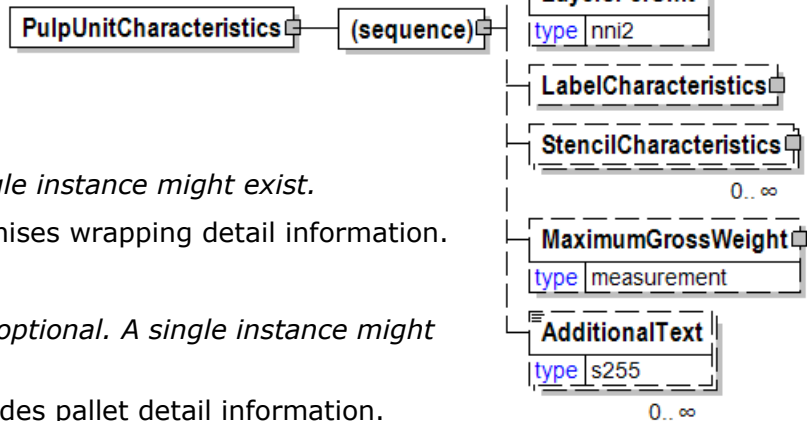 PulpUnitCharacteristics
(sequence)
type nni2
LabelCharacteristics
StencilCharacteristics
0.. ∞
MaximumGrossWeight
type measurement
AdditionalText
type s255
0.. ∞
gle instance might exist.
nises wrapping detail information.
optional. A single instance might
des pallet detail information.